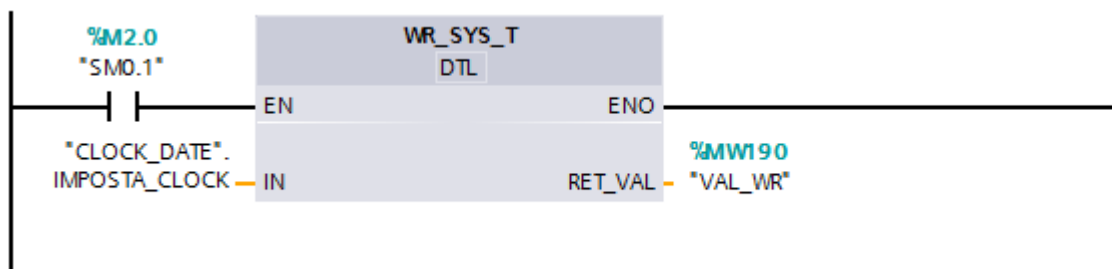 %M2.0
"SM0.1"
WR_SYS_T
DTL
EN
ENO
"CLOCK_DATE".
IMPOSTA_CLOCK
IN
RET_VAL
%MW190
"VAL_WR"